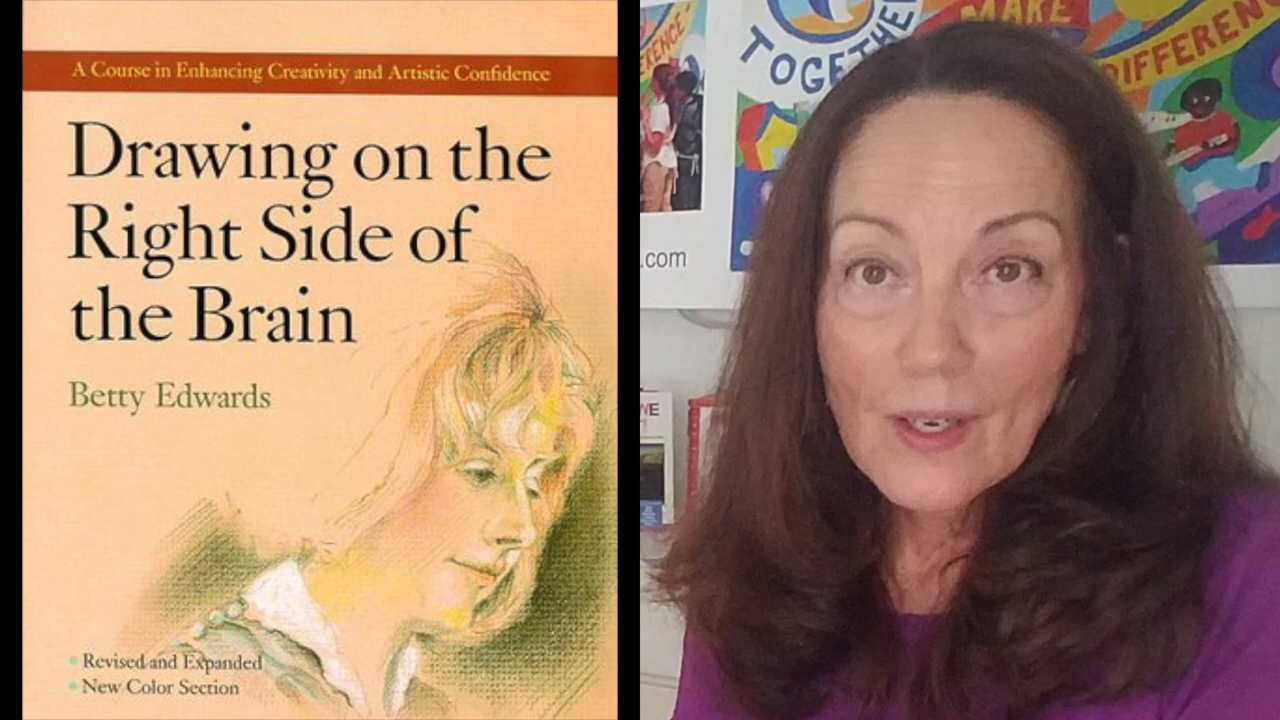 A Course in Enhancing Creativity and Artistic Confidence
Drawing on the
Right Side of
the Brain
Betty Edwards
Revised and Expanded
New Color Section
TOGETHER
MAKE
DIFFERENCE
.com